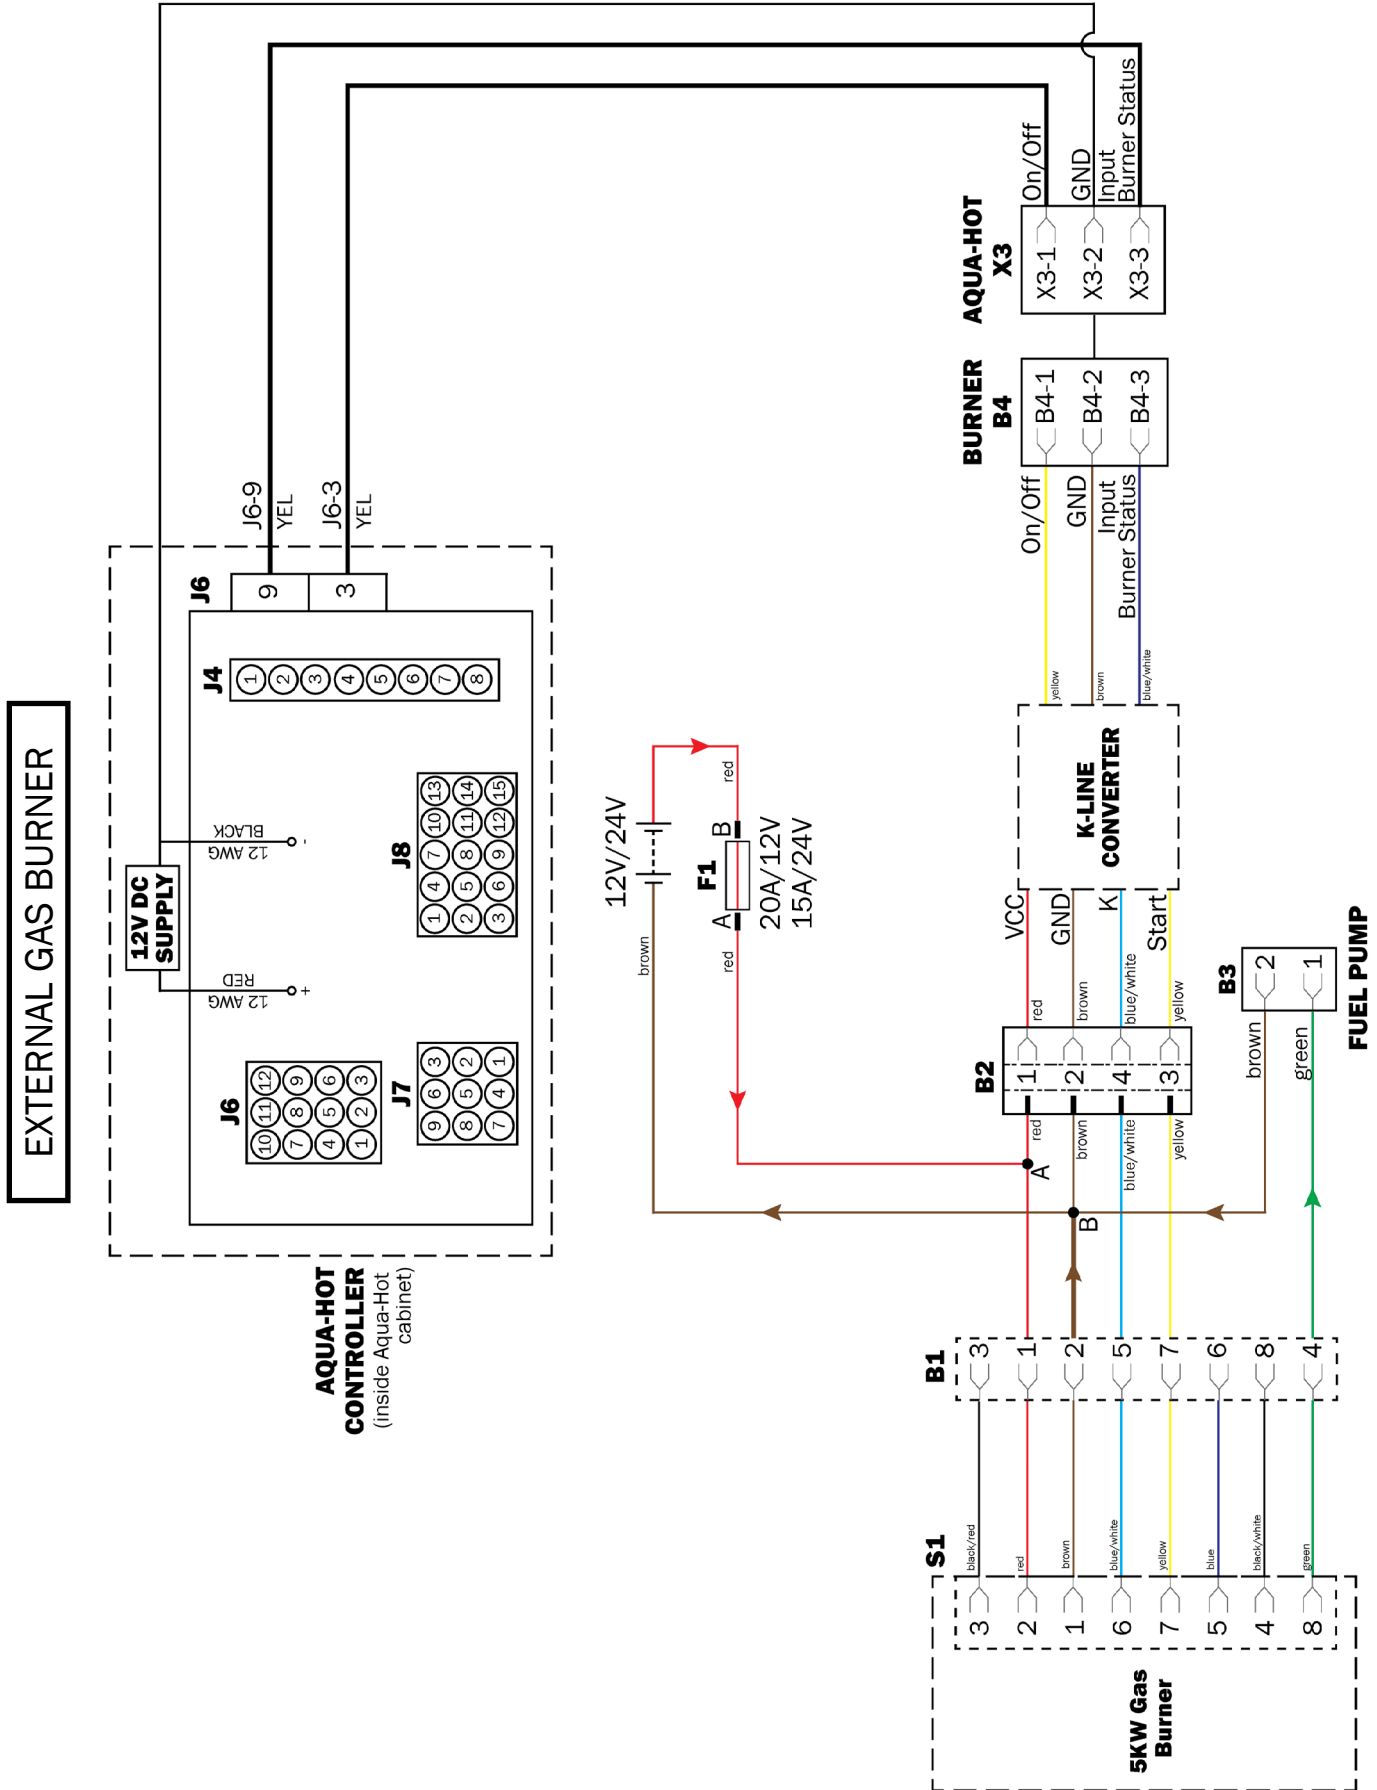 EXTERNAL GAS BURNER
AQUA-HOT
CONTROLLER
(inside Aqua-Hot
cabinet)
12V DC
SUPPLY
RED
12 AWG
+
BLACK
12 AWG
-
J6
10 11 12
7 8 9
4 5 6
1 2 3
J7
9 6 3
8 5 2
7 4 1
J8
1 4 7 10 13
2 5 8 11 14
3 6 9 12 15
J4
1
2
3
4
5
6
7
8
J6
9
3
J6-9
YEL
J6-3
YEL
12V/24V
brown
red
F1
A
B
red
20A/12V
15A/24V
AQUA-HOT
X3
On/Off
GND
Input
Burner Status
X3-1
X3-2
X3-3
BURNER
B4
B4-1
B4-2
B4-3
On/Off
GND
Input
Burner Status
yellow
brown
blue/white
K-LINE
CONVERTER
VCC
GND
K
Start
red
brown
blue/white
yellow
B2
1
2
4
3
red
brown
blue/white
yellow
A
B
B3
2
1
FUEL PUMP
brown
green
B1
3
1
2
5
7
6
8
4
S1
black/red
red
brown
blue/white
yellow
blue
black/white
green
3
2
1
6
7
5
4
8
5KW Gas
Burner